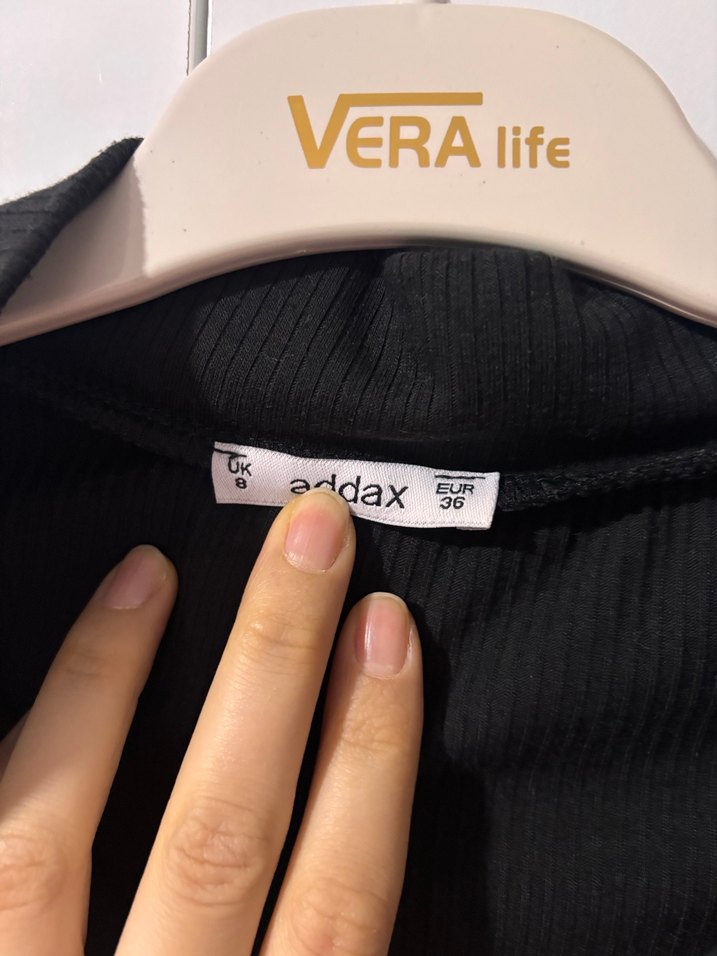 VERA life
UK
8
addax
EUR
36